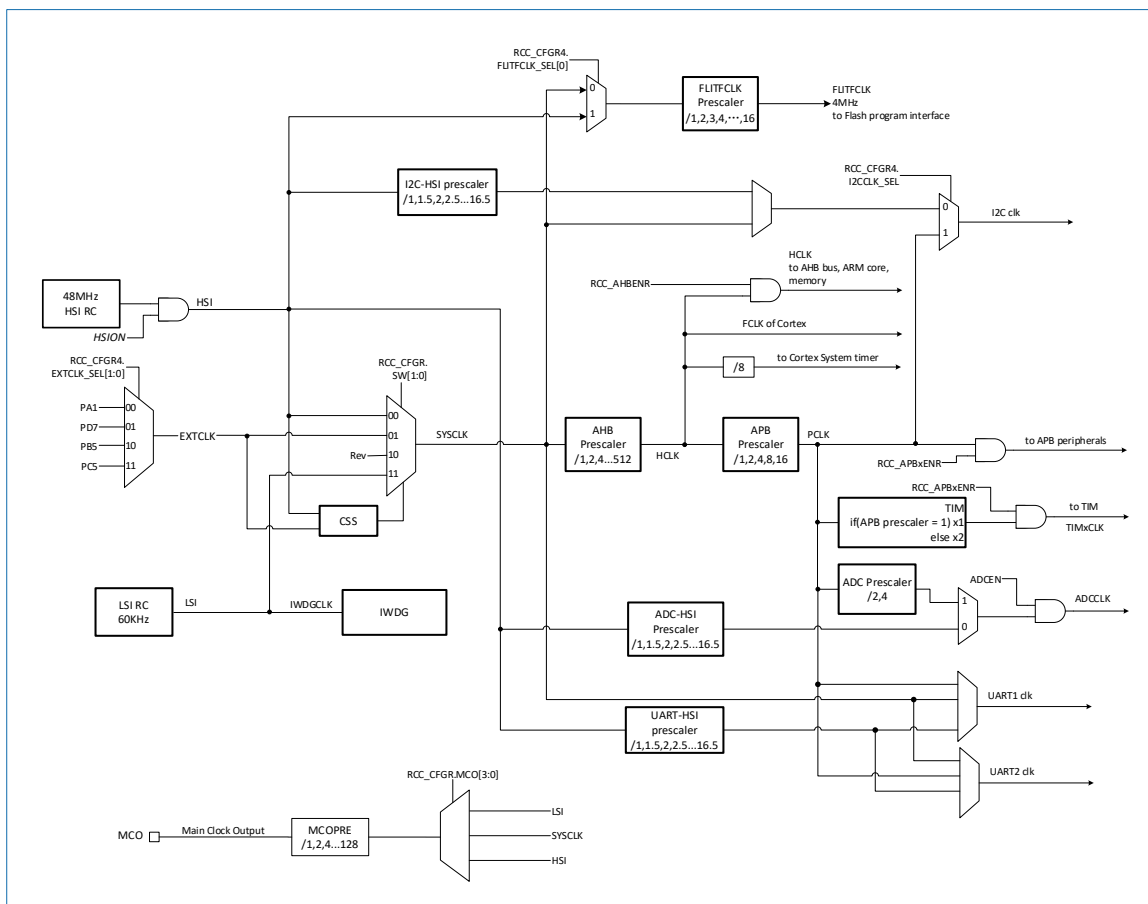 RCC_CFGR4.
FLITFCLK_SEL[0]
0
1
FLITFCLK
Prescaler
/1,2,3,4,⋯,16
FLITFCLK
4MHz
to Flash program interface
I2C-HSI prescaler
/1,1.5,2,2.5...16.5
RCC_CFGR4.
I2CCLK_SEL
0
1
I2C clk
48MHz
HSI RC
HSION
HSI
RCC_AHBENR
HCLK
to AHB bus, ARM core,
memory
FCLK of Cortex
/8
to Cortex System timer
RCC_CFGR4.
EXTCLK_SEL[1:0]
PA1
00
PD7
01
PB5
10
PC5
11
EXTCLK
RCC_CFGR.
SW[1:0]
00
01
Rev
10
11
SYSCLK
CSS
AHB
Prescaler
/1,2,4...512
HCLK
APB
Prescaler
/1,2,4,8,16
PCLK
to APB peripherals
RCC_APBxENR
RCC_APBxENR
TIM
if(APB prescaler = 1) x1
else x2
to TIM
TIMxCLK
LSI RC
60KHz
LSI
IWDGCLK
IWDG
ADC Prescaler
/2,4
ADCEN
1
0
ADCCLK
ADC-HSI
Prescaler
/1,1.5,2,2.5...16.5
UART1 clk
UART-HSI
prescaler
/1,1.5,2,2.5...16.5
UART2 clk
RCC_CFGR.MCO[3:0]
MCO
Main Clock Output
MCOPRE
/1,2,4...128
LSI
SYSCLK
HSI